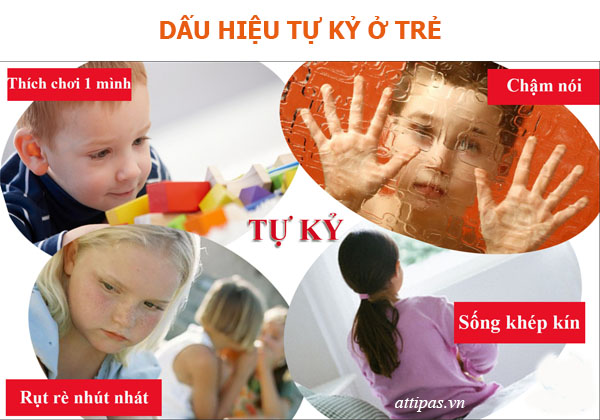 DẤU HIỆU TỰ KỶ Ở TRẺ
Thích chơi 1 mình
Chậm nói
TỰ KỶ
Sống khép kín
Rụt rè nhút nhát
attipas.vn